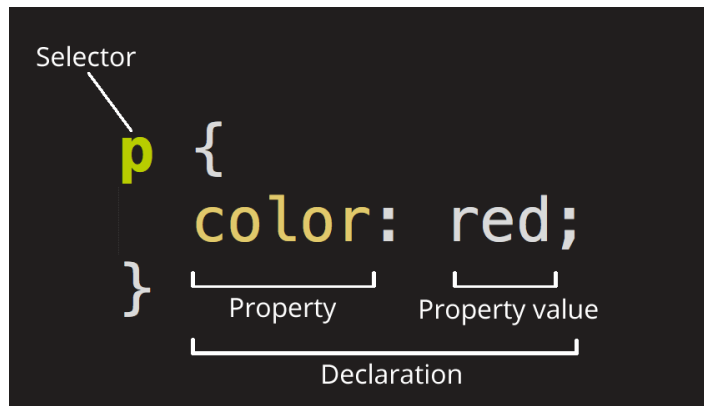 Selector
p {
color: red;
}
Property
Property value
Declaration